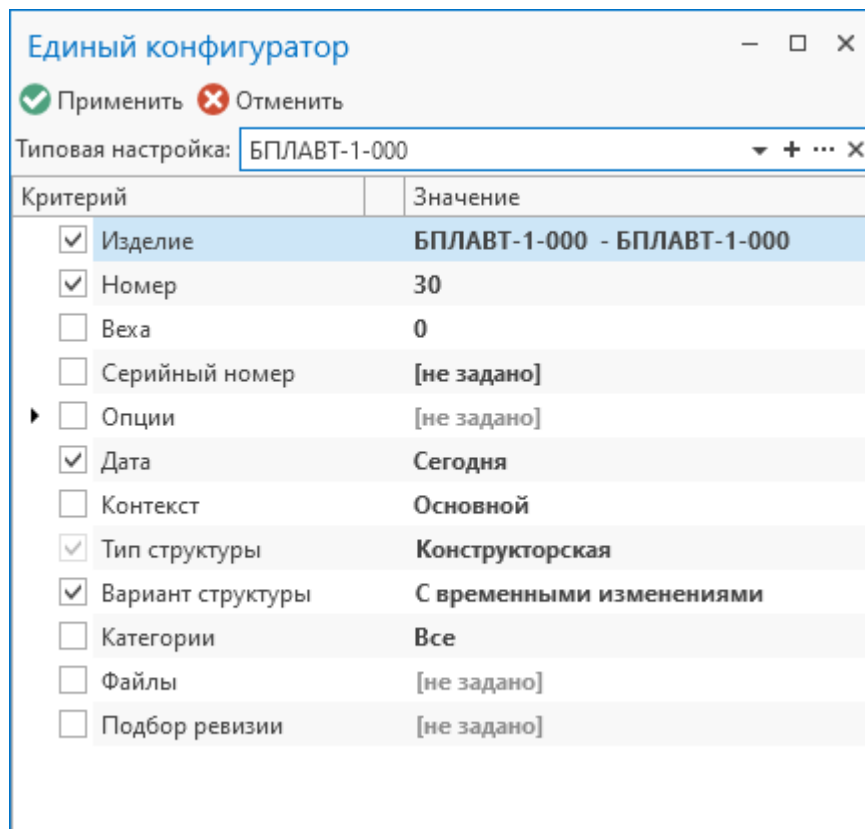 Единый конфигуратор
Применить Отменить
Типовая настройка: БПЛАВТ-1-000
Критерий Значение
Изделие БПЛАВТ-1-000 - БПЛАВТ-1-000
Номер 30
Веха 0
Серийный номер [не задано]
Опции [не задано]
Дата Сегодня
Контекст Основной
Тип структуры Конструкторская
Вариант структуры С временными изменениями
Категории Все
Файлы [не задано]
Подбор ревизии [не задано]